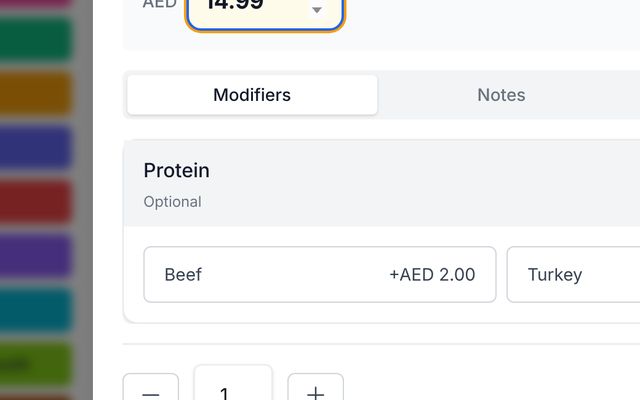 AED 14.99
Modifiers Notes
Protein
Optional
Beef +AED 2.00 Turkey
− 1 +